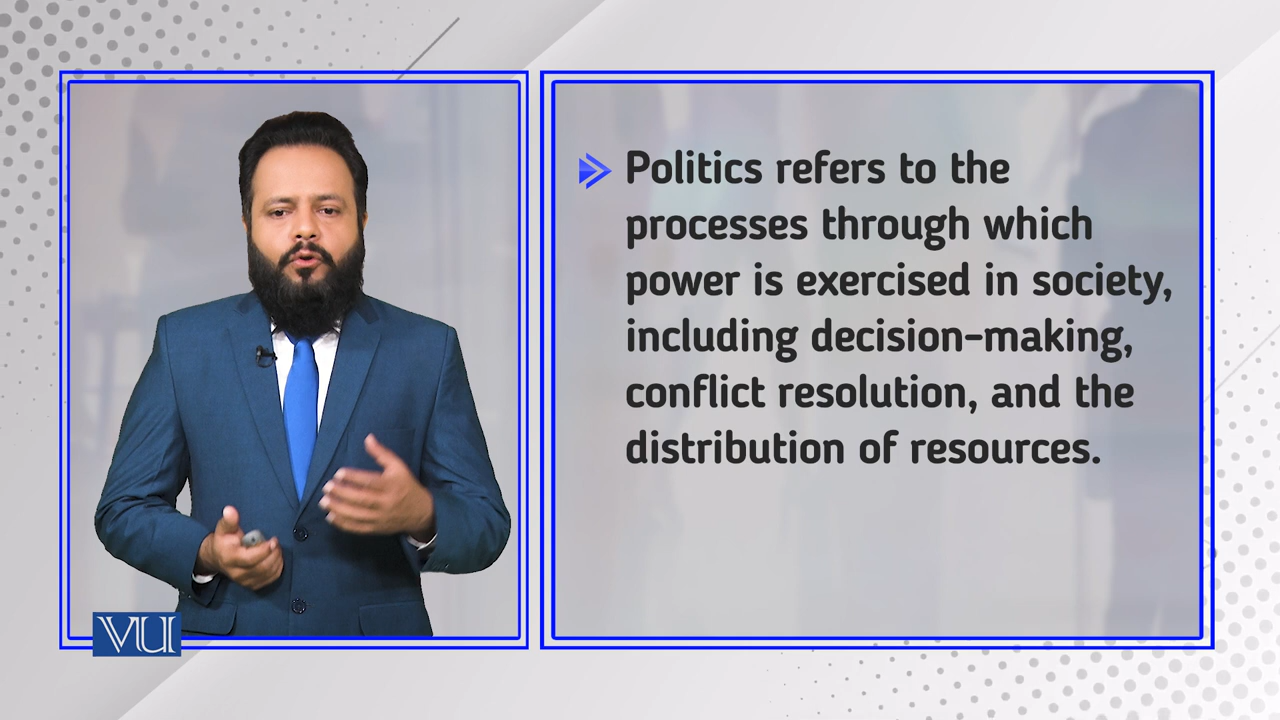 Politics refers to the
processes through which
power is exercised in society,
including decision-making,
conflict resolution, and the
distribution of resources.
VU